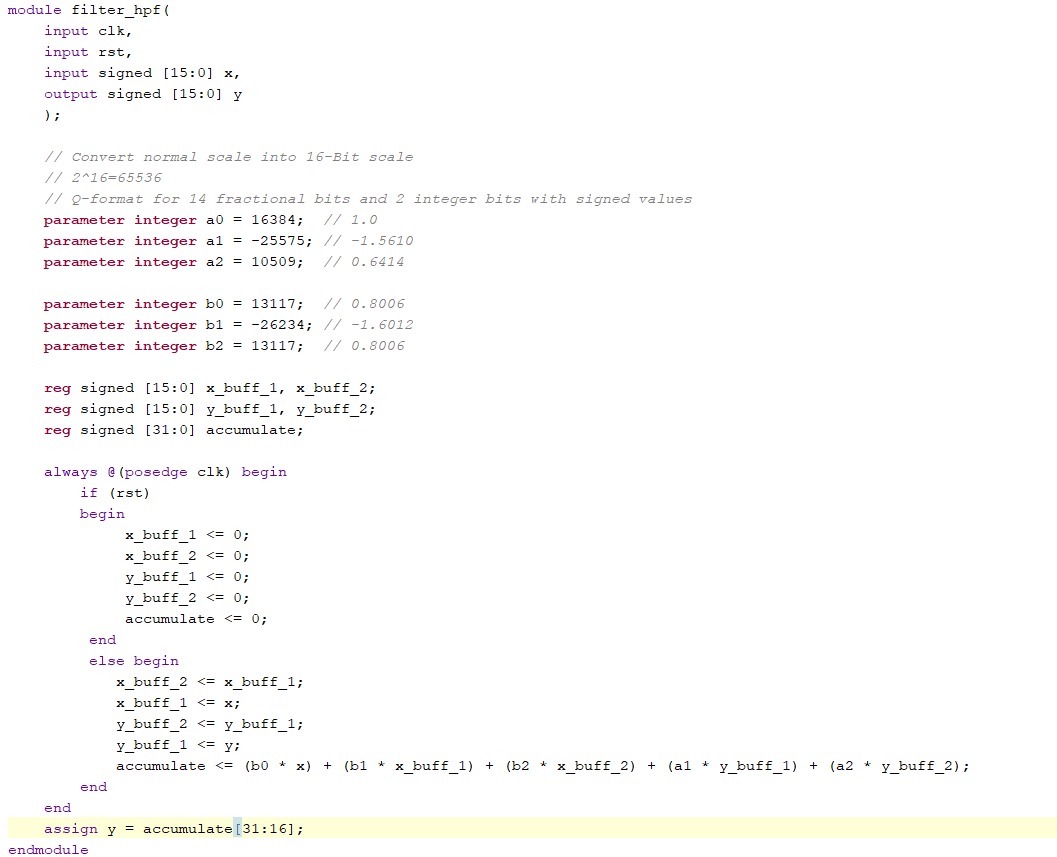 module filter_hpf(
    input clk,
    input rst,
    input signed [15:0] x,
    output signed [15:0] y
    );

    // Convert normal scale into 16-Bit scale
    // 2^16=65536
    // Q-format for 14 fractional bits and 2 integer bits with signed values
    parameter integer a0 = 16384;  // 1.0
    parameter integer a1 = -25575; // -1.5610
    parameter integer a2 = 10509;  // 0.6414

    parameter integer b0 = 13117;  // 0.8006
    parameter integer b1 = -26234; // -1.6012
    parameter integer b2 = 13117;  // 0.8006

    reg signed [15:0] x_buff_1, x_buff_2;
    reg signed [15:0] y_buff_1, y_buff_2;
    reg signed [31:0] accumulate;

    always @(posedge clk) begin
        if (rst)
        begin
             x_buff_1 <= 0;
             x_buff_2 <= 0;
             y_buff_1 <= 0;
             y_buff_2 <= 0;
             accumulate <= 0;
         end
         else begin
            x_buff_2 <= x_buff_1;
            x_buff_1 <= x;
            y_buff_2 <= y_buff_1;
            y_buff_1 <= y;
            accumulate <= (b0 * x) + (b1 * x_buff_1) + (b2 * x_buff_2) + (a1 * y_buff_1) + (a2 * y_buff_2);
        end
    end
    assign y = accumulate[31:16];
endmodule